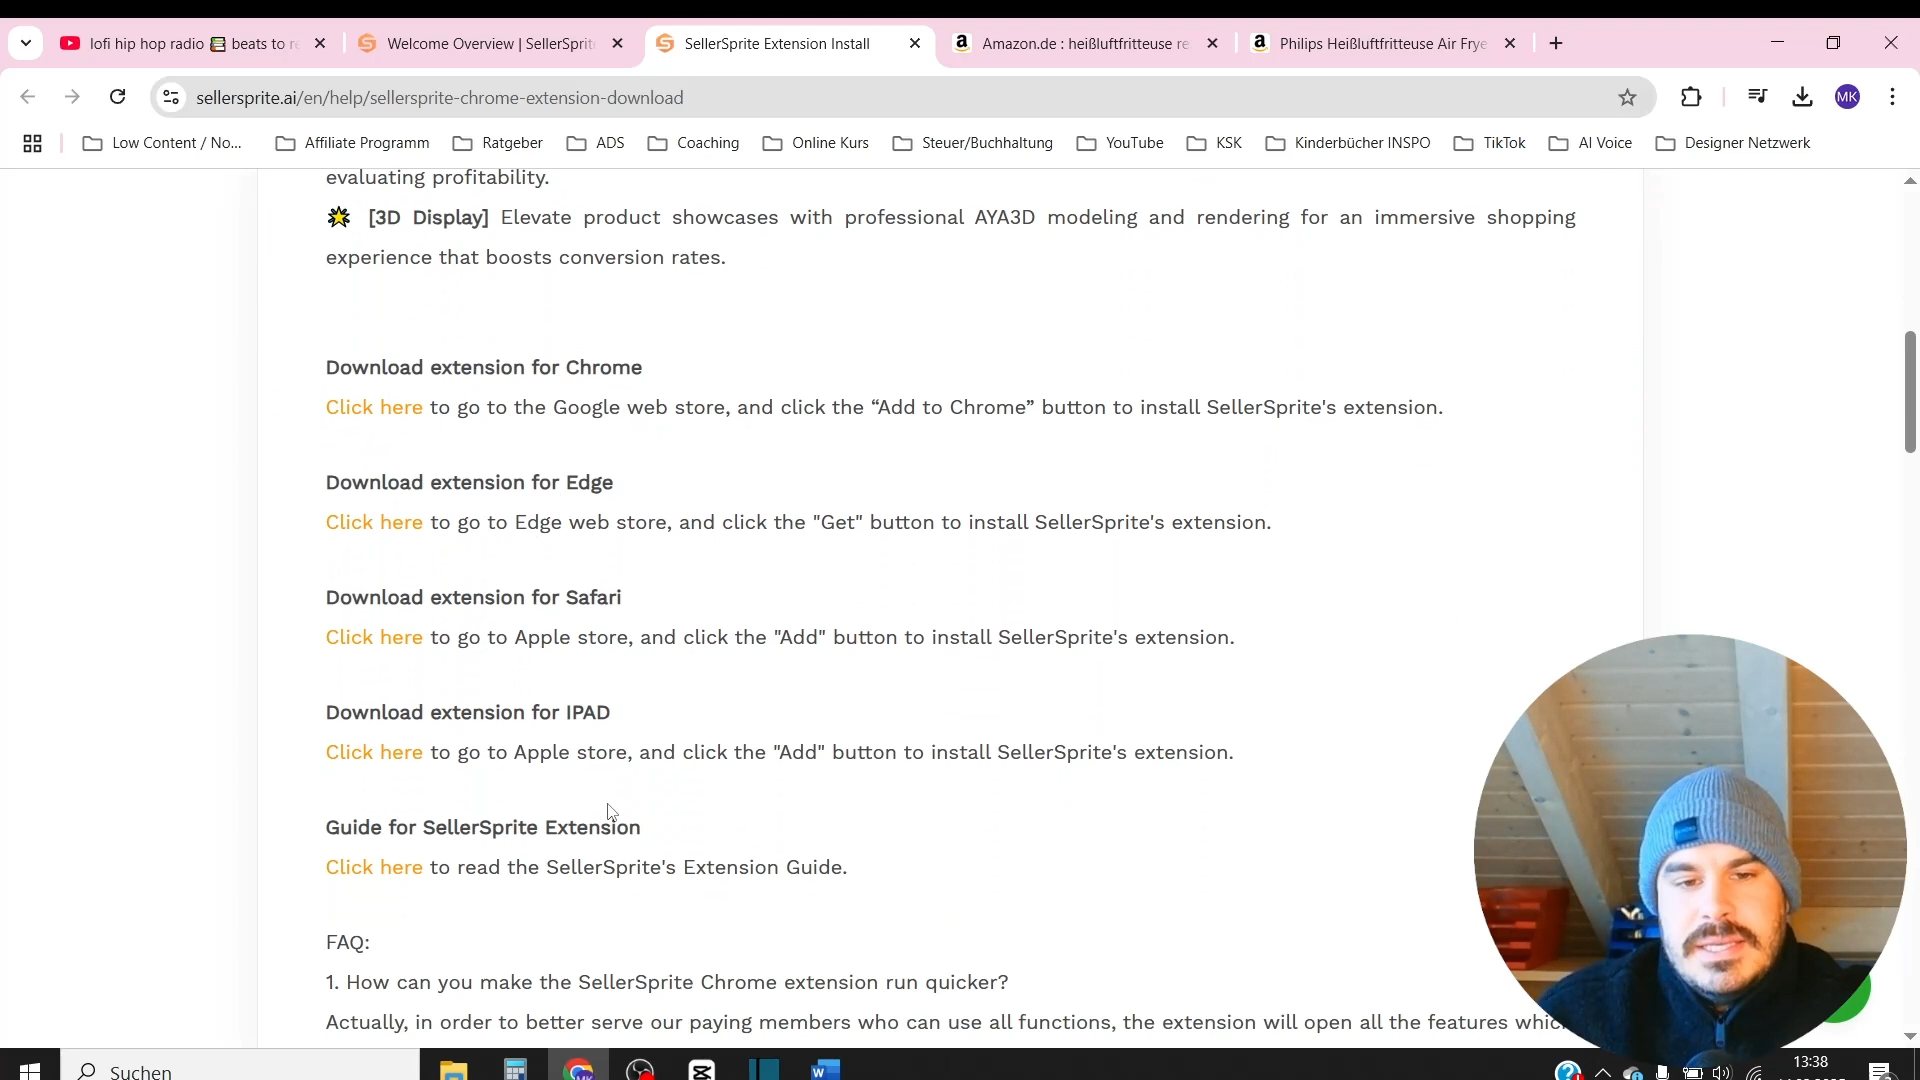 lofi hip hop radio 📚 beats to re
Welcome Overview | SellerSprite
SellerSprite Extension Install
Amazon.de : heißluftfritteuse re
Philips Heißluftfritteuse Air Frye
sellersprite.ai/en/help/sellersprite-chrome-extension-download
MK
Low Content / No...
Affiliate Programm
Ratgeber
ADS
Coaching
Online Kurs
Steuer/Buchhaltung
YouTube
KSK
Kinderbücher INSPO
TikTok
AI Voice
Designer Netzwerk
evaluating profitability.
🌟 [3D Display] Elevate product showcases with professional AYA3D modeling and rendering for an immersive shopping
experience that boosts conversion rates.
Download extension for Chrome
Click here to go to the Google web store, and click the “Add to Chrome” button to install SellerSprite's extension.
Download extension for Edge
Click here to go to Edge web store, and click the "Get" button to install SellerSprite's extension.
Download extension for Safari
Click here to go to Apple store, and click the "Add" button to install SellerSprite's extension.
Download extension for IPAD
Click here to go to Apple store, and click the "Add" button to install SellerSprite's extension.
Guide for SellerSprite Extension
Click here to read the SellerSprite's Extension Guide.
FAQ:
1. How can you make the SellerSprite Chrome extension run quicker?
Actually, in order to better serve our paying members who can use all functions, the extension will open all the features whic
Suchen
13:38